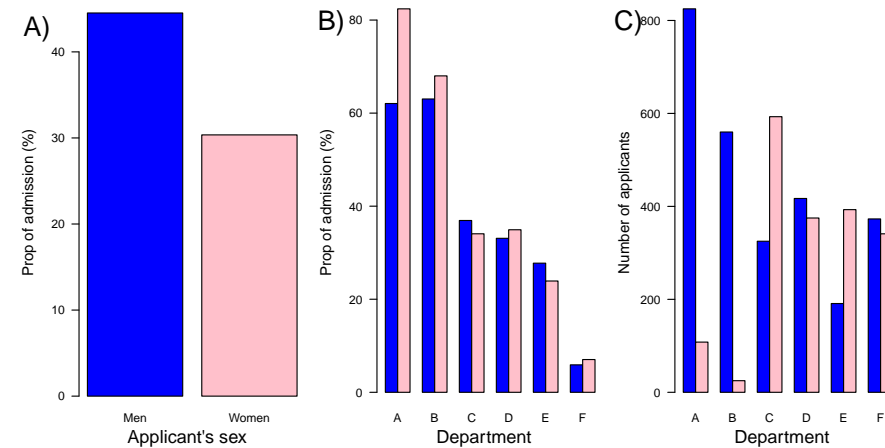 A)
Prop of admission (%)
40
30
20
10
0
Men Women
Applicant's sex
B)
Prop of admission (%)
80
60
40
20
0
A B C D E F
Department
C)
Number of applicants
800
600
400
200
0
A B C D E F
Department